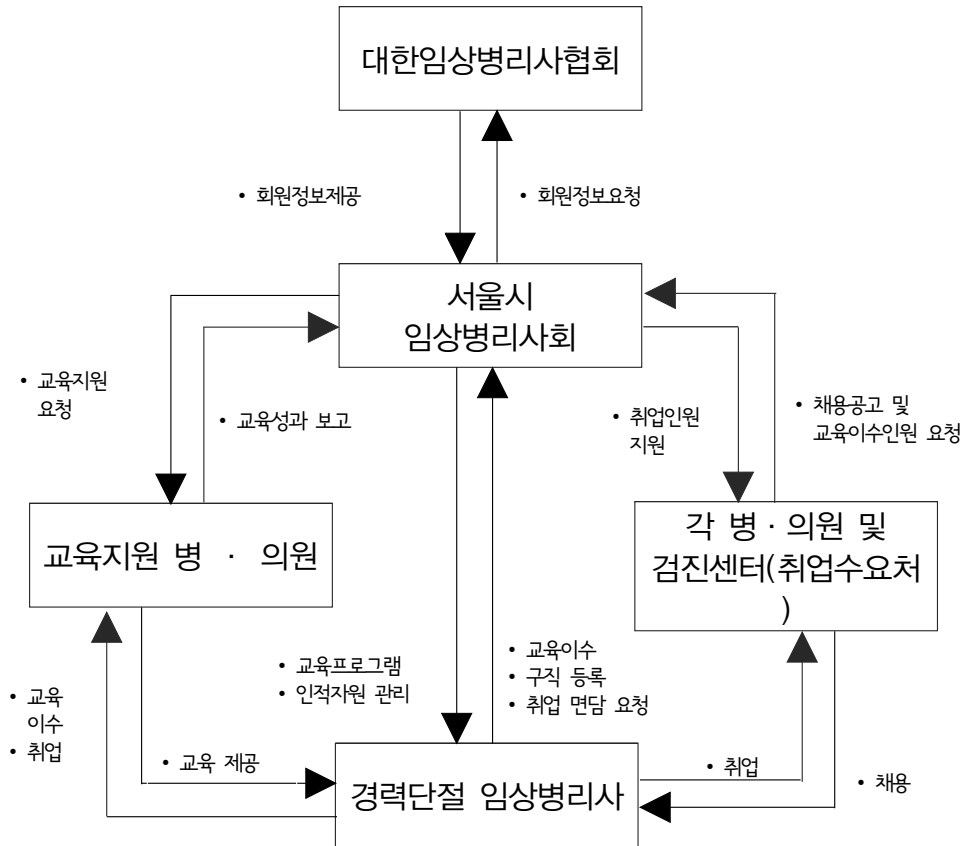 대한임상병리사협회
• 회원정보제공
• 회원정보요청
서울시
임상병리사회
• 교육지원
요청
• 교육성과 보고
• 취업인원
지원
• 채용공고 및
교육이수인원 요청
교육지원 병 · 의원
각 병·의원 및
검진센터(취업수요처
)
• 교육프로그램
• 인적자원 관리
• 교육이수
• 구직 등록
• 취업 면담 요청
• 교육
이수
• 취업
• 교육 제공
경력단절 임상병리사
• 취업
• 채용